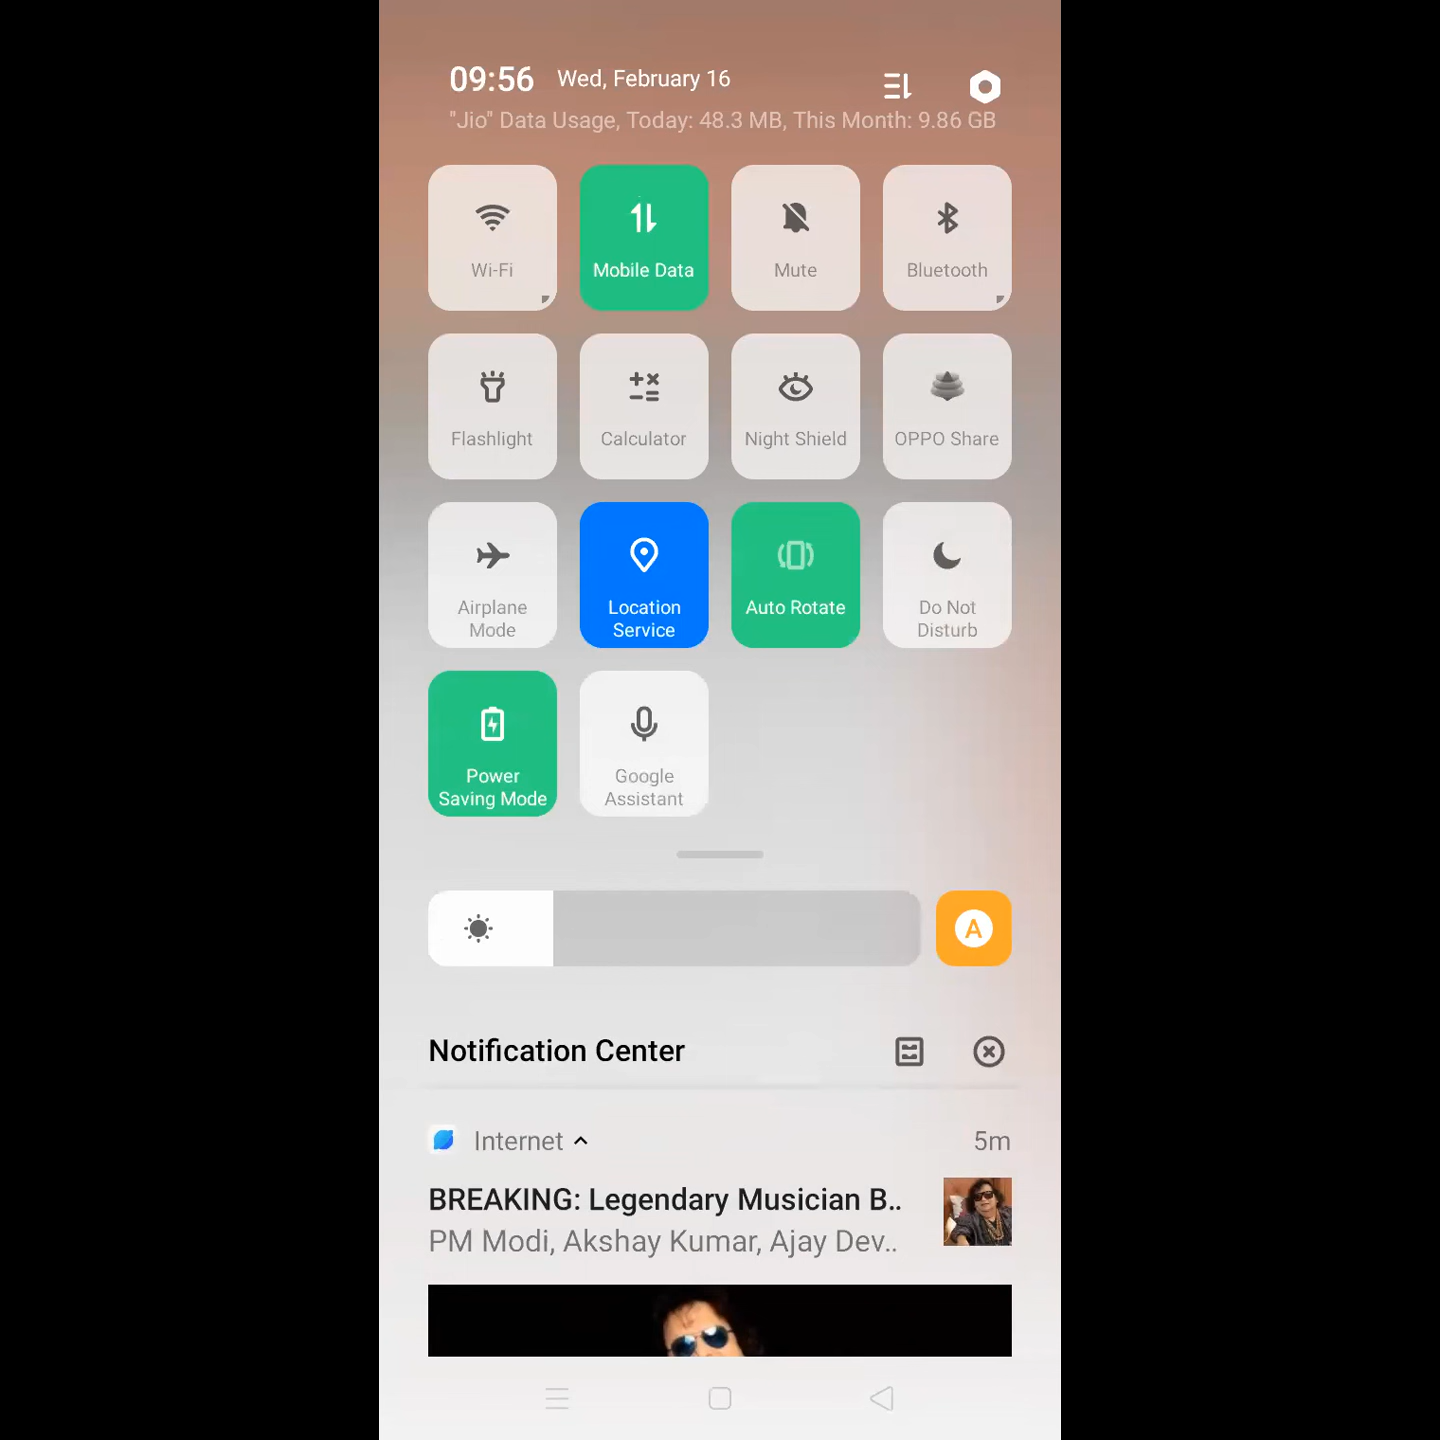 09:56 Wed, February 16
"Jio" Data Usage, Today: 48.3 MB, This Month: 9.86 GB
Wi-Fi
Mobile Data
Mute
Bluetooth
Flashlight
Calculator
Night Shield
OPPO Share
Airplane
Mode
Location
Service
Auto Rotate
Do Not
Disturb
Power
Saving Mode
Google
Assistant
A
Notification Center
Internet 5m
BREAKING: Legendary Musician B..
PM Modi, Akshay Kumar, Ajay Dev..